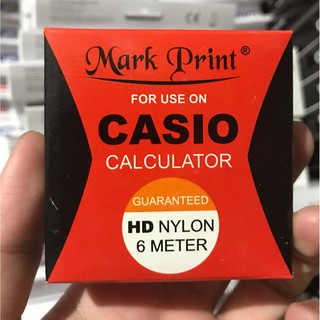 Mark Print®
FOR USE ON
CASIO
CALCULATOR
GUARANTEED
HD NYLON
6 METER